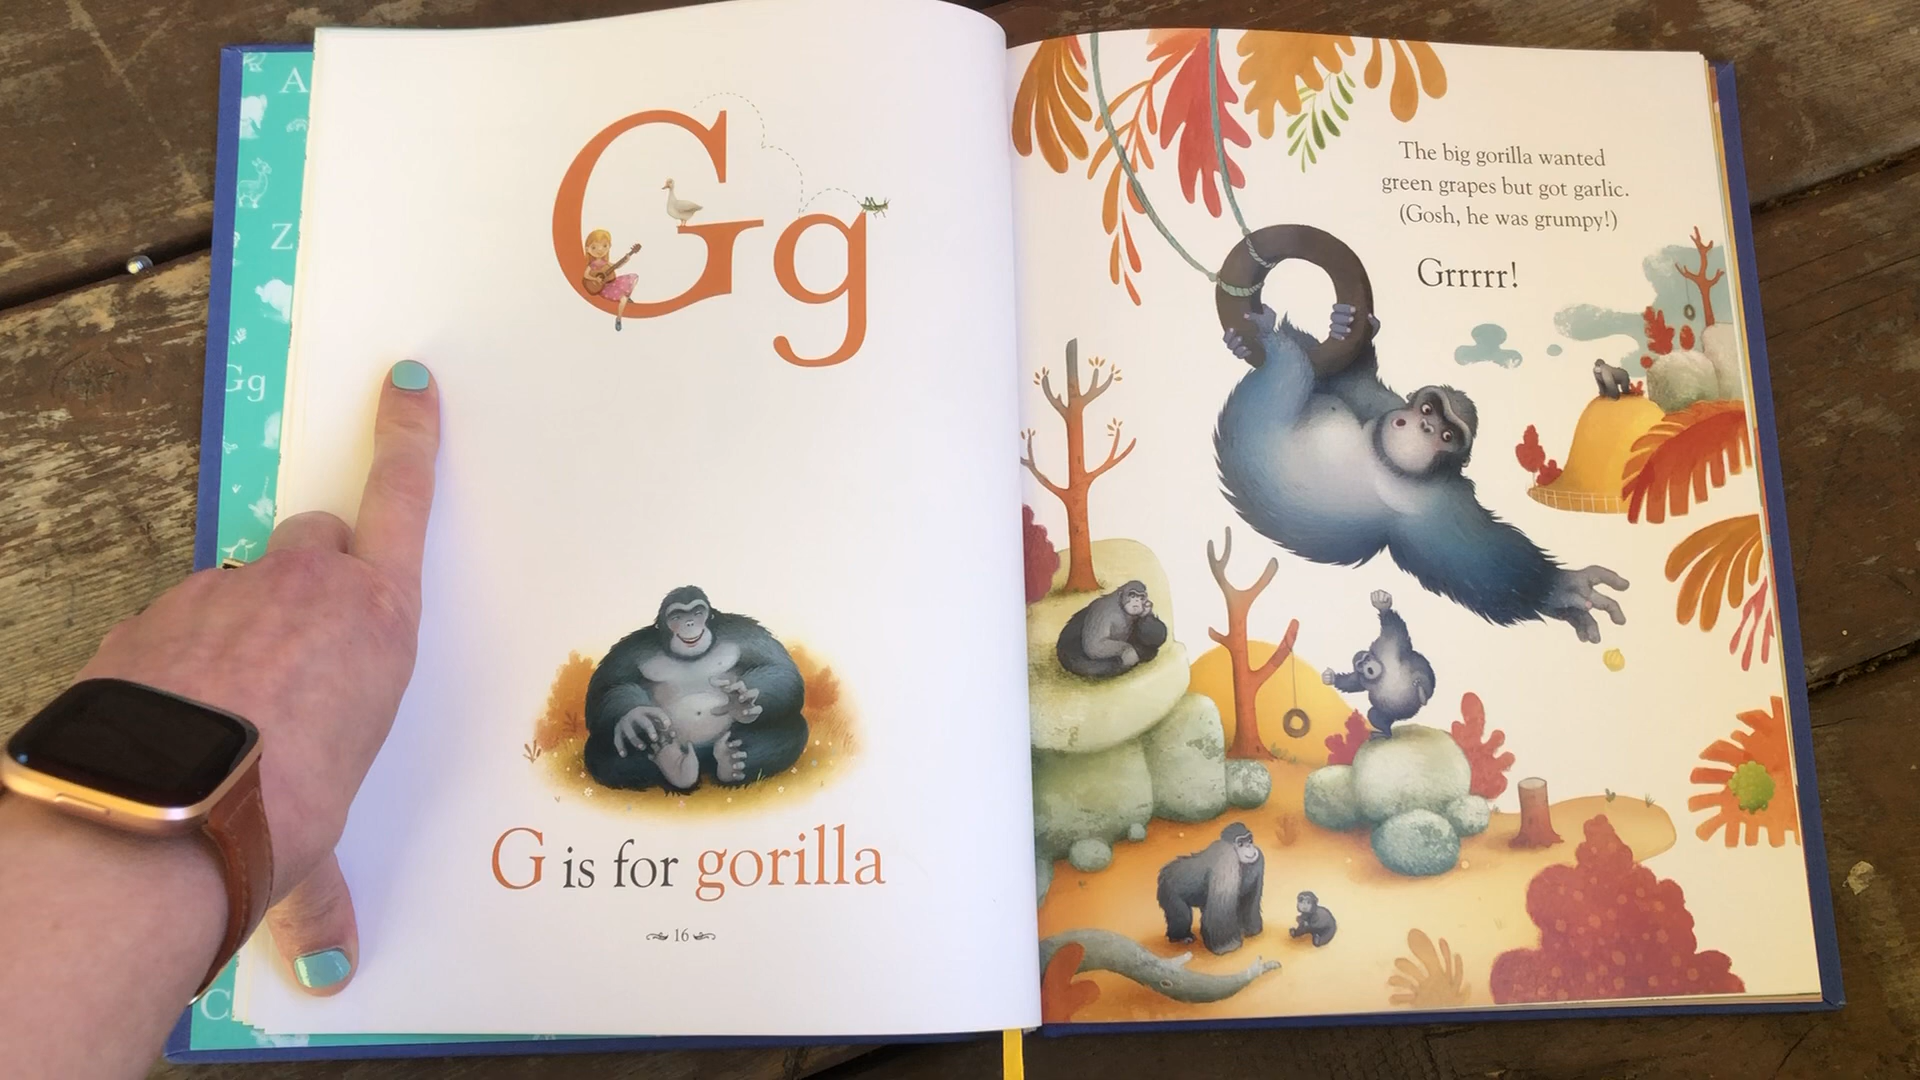 A
Z
Gg
C
Gg
G is for gorilla
16
The big gorilla wanted
green grapes but got garlic.
(Gosh, he was grumpy!)
Grrrrr!